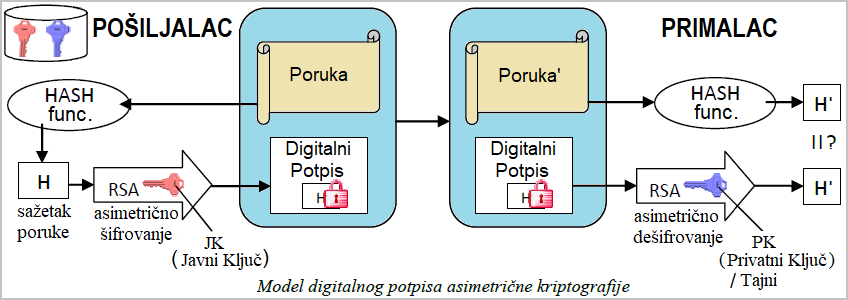 POŠILJALAC
PRIMALAC
Poruka
Poruka'
HASH
func.
HASH
func.
H'
II?
H
sažetak
poruke
RSA
asimetrično
šifrovanje
JK
(Javni Ključ)
Digitalni
Potpis
H
Digitalni
Potpis
H
RSA
asimetrično
dešifrovanje
H'
PK
(Privatni Ključ)
/ Tajni
Model digitalnog potpisa asimetrične kriptografije